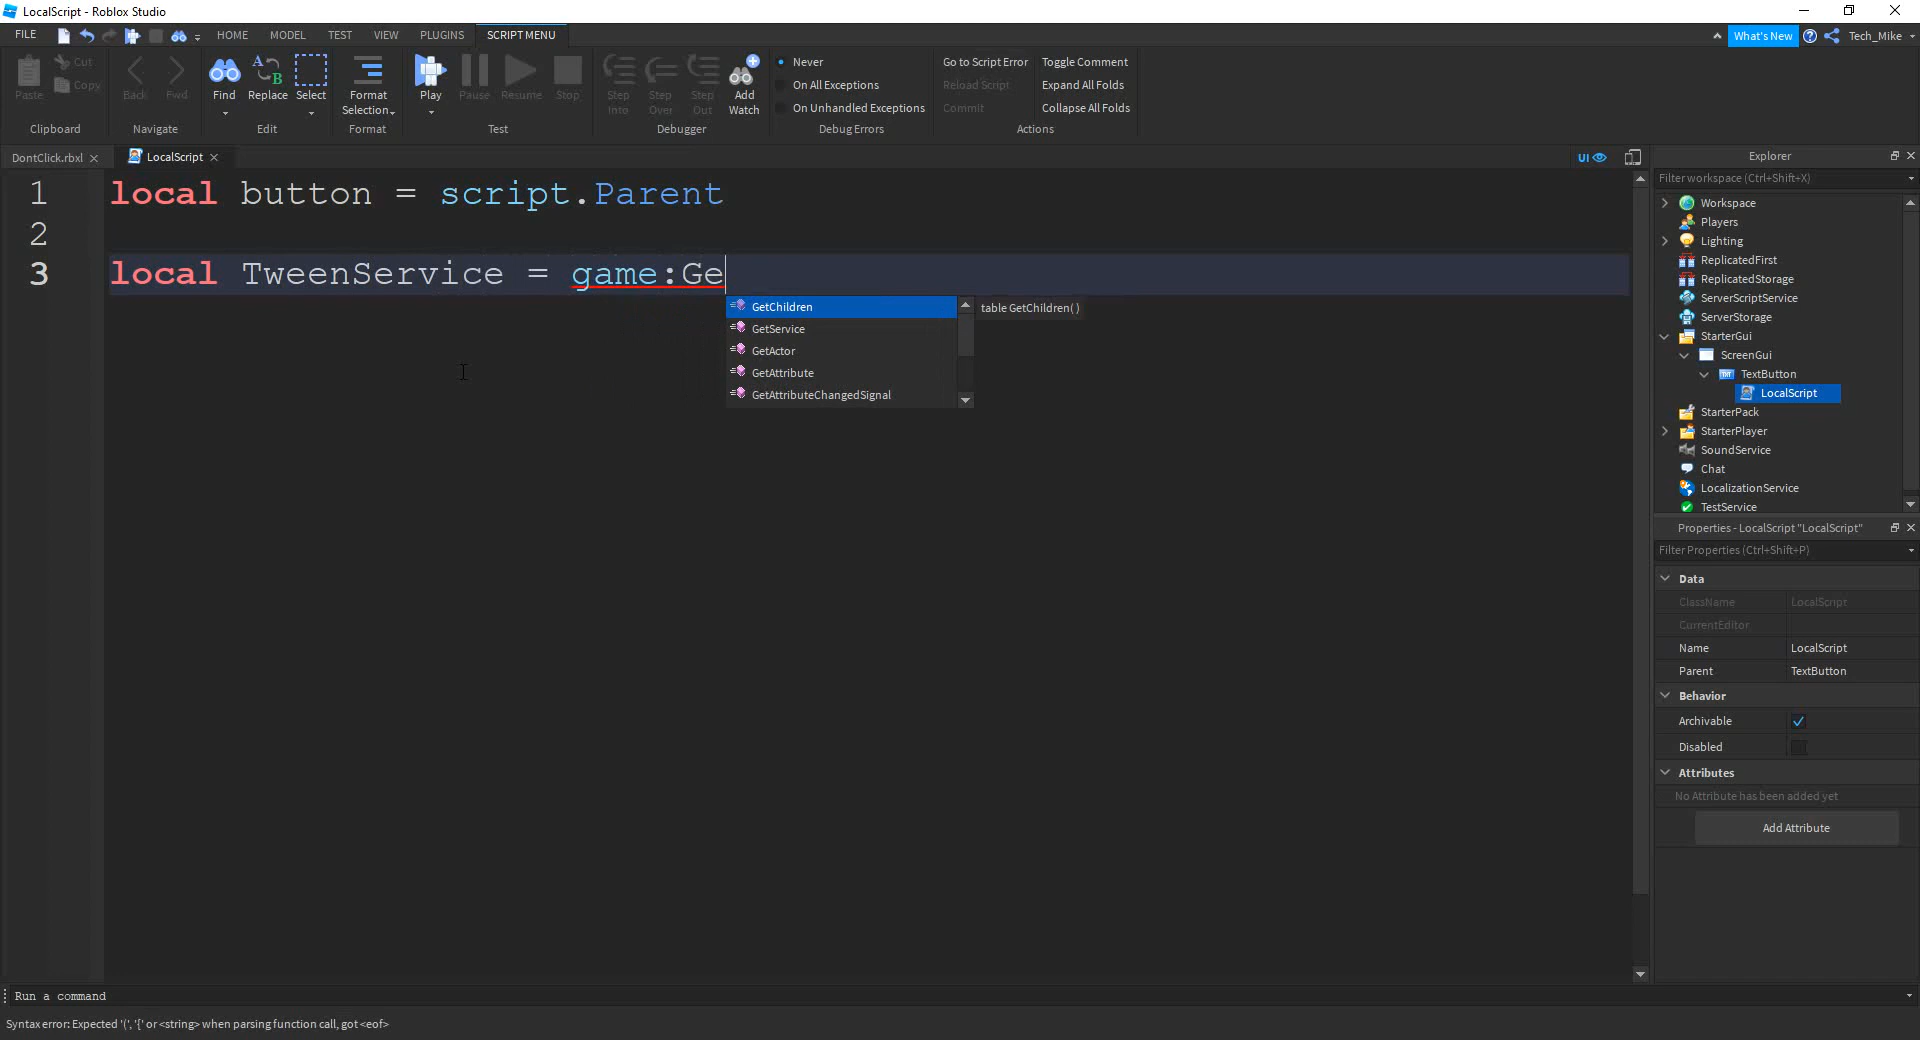 LocalScript - Roblox Studio
FILE HOME MODEL TEST VIEW PLUGINS SCRIPT MENU What's New Tech_Mike
Paste Cut Copy Clipboard
Back Fwd Navigate
Find Replace Select Edit
Format Selection Format
Play Pause Resume Stop Test
Step Into Step Over Step Out Add Watch Debugger
Never
On All Exceptions
On Unhandled Exceptions
Debug Errors
Go to Script Error Toggle Comment
Reload Script Expand All Folds
Commit Collapse All Folds
Actions
DontClick.rbxl LocalScript UI
1 local button = script.Parent
2
3 local TweenService = game:Ge
GetChildren table GetChildren()
GetService
GetActor
GetAttribute
GetAttributeChangedSignal
Explorer
Filter workspace (Ctrl+Shift+X)
Workspace
Players
Lighting
ReplicatedFirst
ReplicatedStorage
ServerScriptService
ServerStorage
StarterGui
ScreenGui
TXT TextButton
LocalScript
StarterPack
StarterPlayer
SoundService
Chat
LocalizationService
TestService
Properties - LocalScript "LocalScript"
Filter Properties (Ctrl+Shift+P)
Data
ClassName LocalScript
CurrentEditor
Name LocalScript
Parent TextButton
Behavior
Archivable
Disabled
Attributes
No Attribute has been added yet
Add Attribute
Run a command
Syntax error: Expected '(', '{' or <string> when parsing function call, got <eof>